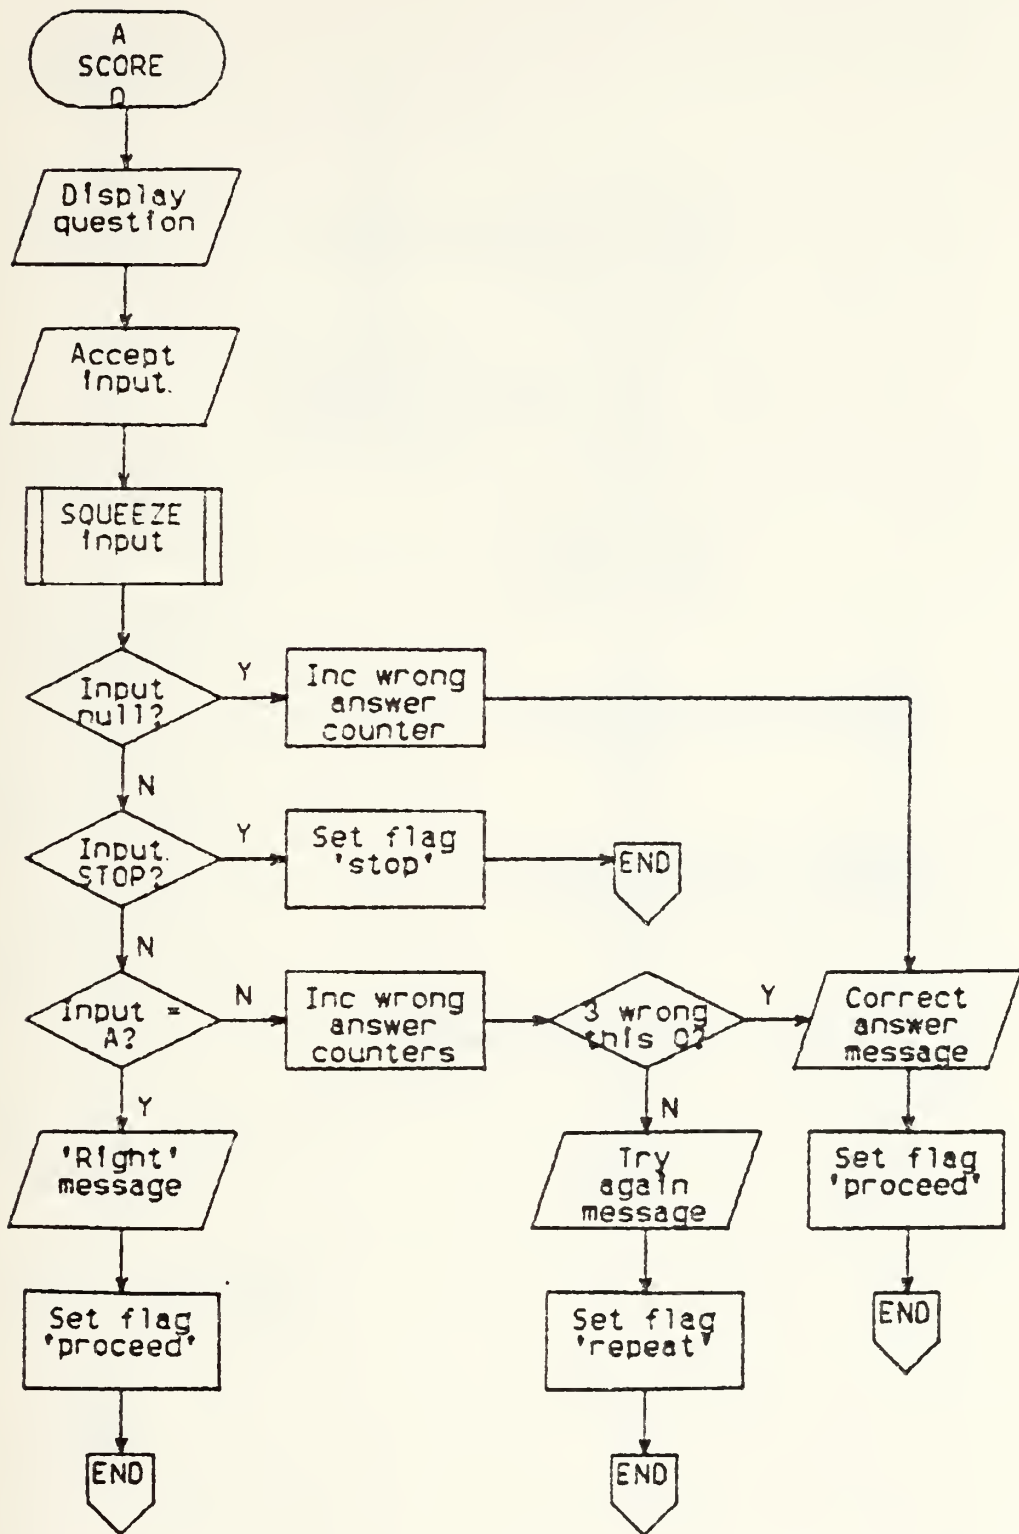 A
SCORE
Q
Display
question
Accept
input.
SQUEEZE
input
Input
null?
Y
Inc wrong
answer
counter
N
Input.
STOP?
Y
Set flag
'stop'
END
N
Input =
A?
N
Inc wrong
answer
counters
3 wrong
this Q?
Y
Correct
answer
message
Y
N
'Right'
message
Try
again
message
Set flag
'proceed'
Set flag
'proceed'
Set flag
'repeat'
END
END
END